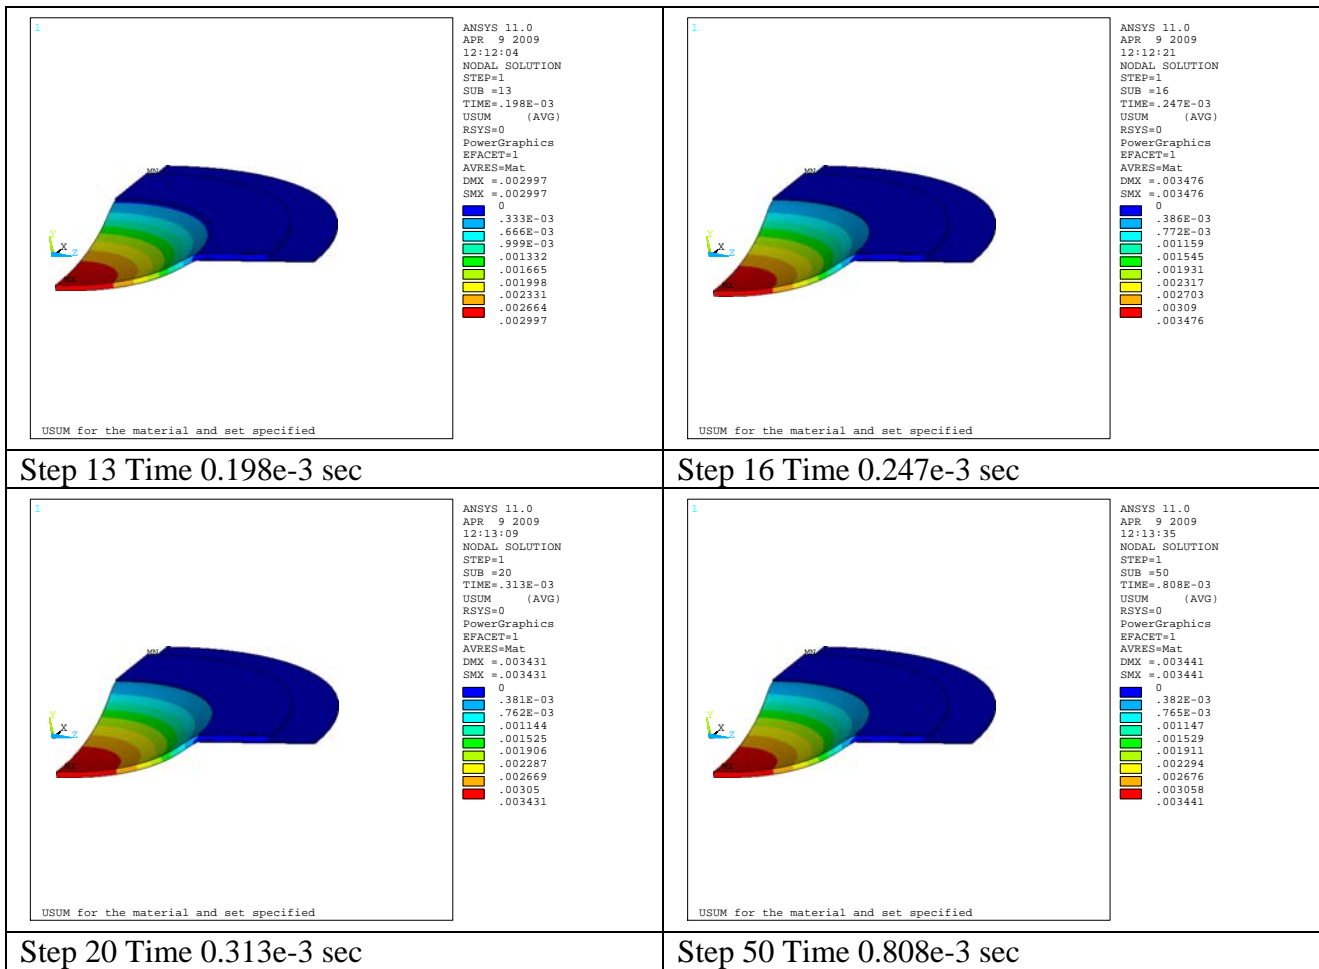 1
ANSYS 11.0
APR  9 2009
12:12:04
NODAL SOLUTION
STEP=1
SUB =13
TIME=.198E-03
USUM     (AVG)
RSYS=0
PowerGraphics
EFACET=1
AVRES=Mat
DMX =.002997
SMX =.002997
0
.333E-03
.666E-03
.999E-03
.001332
.001665
.001998
.002331
.002664
.002997
MN
Y
X
Z
MX
USUM for the material and set specified
Step 13 Time 0.198e-3 sec
1
ANSYS 11.0
APR  9 2009
12:12:21
NODAL SOLUTION
STEP=1
SUB =16
TIME=.247E-03
USUM     (AVG)
RSYS=0
PowerGraphics
EFACET=1
AVRES=Mat
DMX =.003476
SMX =.003476
0
.386E-03
.772E-03
.001159
.001545
.001931
.002317
.002703
.00309
.003476
MN
Y
X
Z
MX
USUM for the material and set specified
Step 16 Time 0.247e-3 sec
1
ANSYS 11.0
APR  9 2009
12:13:09
NODAL SOLUTION
STEP=1
SUB =20
TIME=.313E-03
USUM     (AVG)
RSYS=0
PowerGraphics
EFACET=1
AVRES=Mat
DMX =.003431
SMX =.003431
0
.381E-03
.762E-03
.001144
.001525
.001906
.002287
.002669
.00305
.003431
MN
Y
X
Z
MX
USUM for the material and set specified
Step 20 Time 0.313e-3 sec
1
ANSYS 11.0
APR  9 2009
12:13:35
NODAL SOLUTION
STEP=1
SUB =50
TIME=.808E-03
USUM     (AVG)
RSYS=0
PowerGraphics
EFACET=1
AVRES=Mat
DMX =.003441
SMX =.003441
0
.382E-03
.765E-03
.001147
.001529
.001911
.002294
.002676
.003058
.003441
MN
Y
X
Z
MX
USUM for the material and set specified
Step 50 Time 0.808e-3 sec